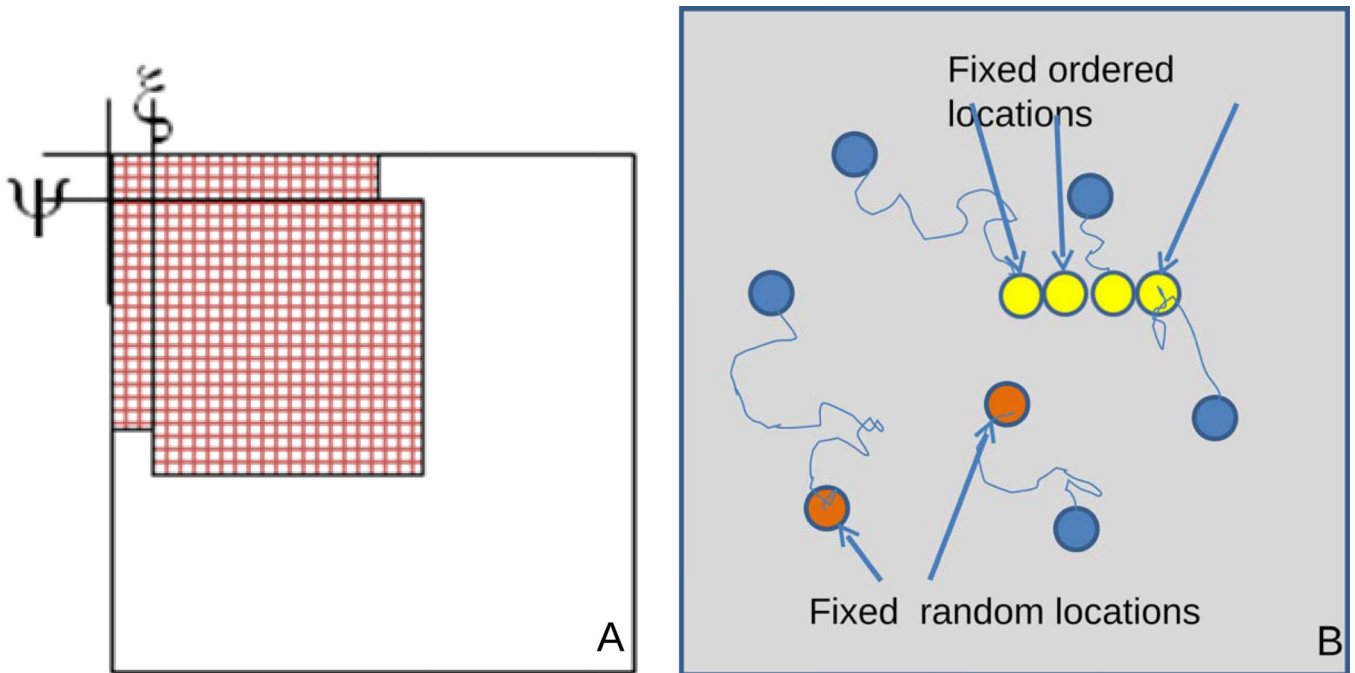 ξ
ψ
A
Fixed ordered
locations
Fixed random locations
B